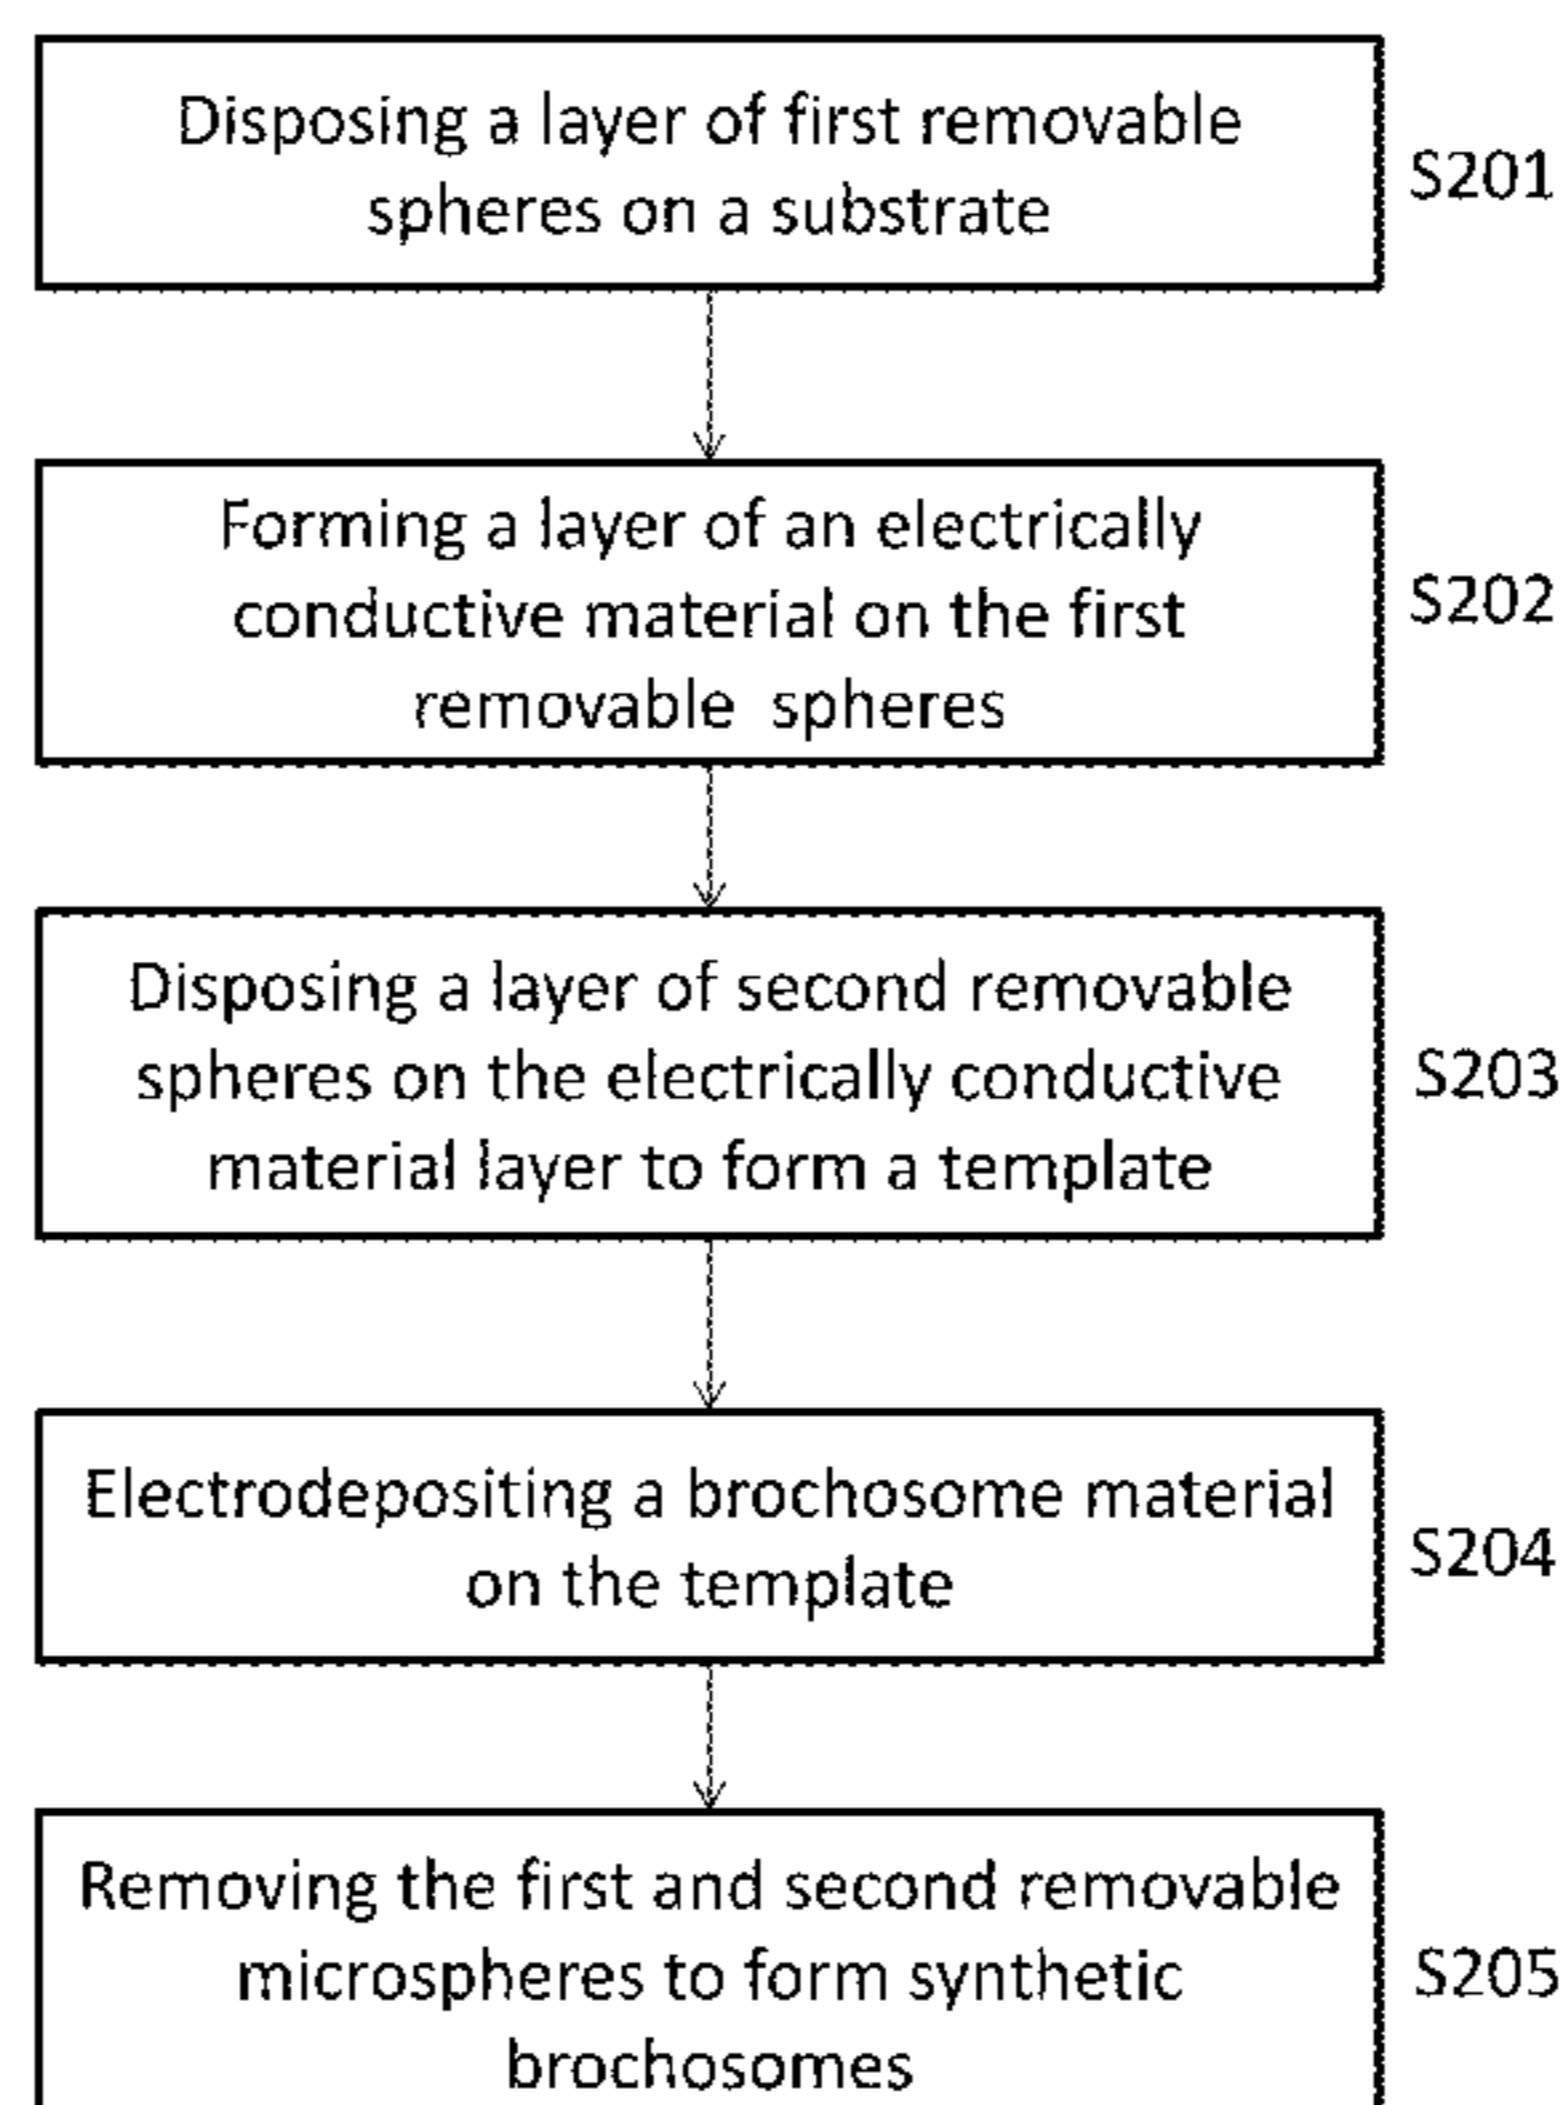 Disposing a layer of first removable
spheres on a substrate
S201
Forming a layer of an electrically
conductive material on the first
removable spheres
S202
Disposing a layer of second removable
spheres on the electrically conductive
material layer to form a template
S203
Electrodepositing a brochosome material
on the template
S204
Removing the first and second removable
microspheres to form synthetic
brochosomes
S205